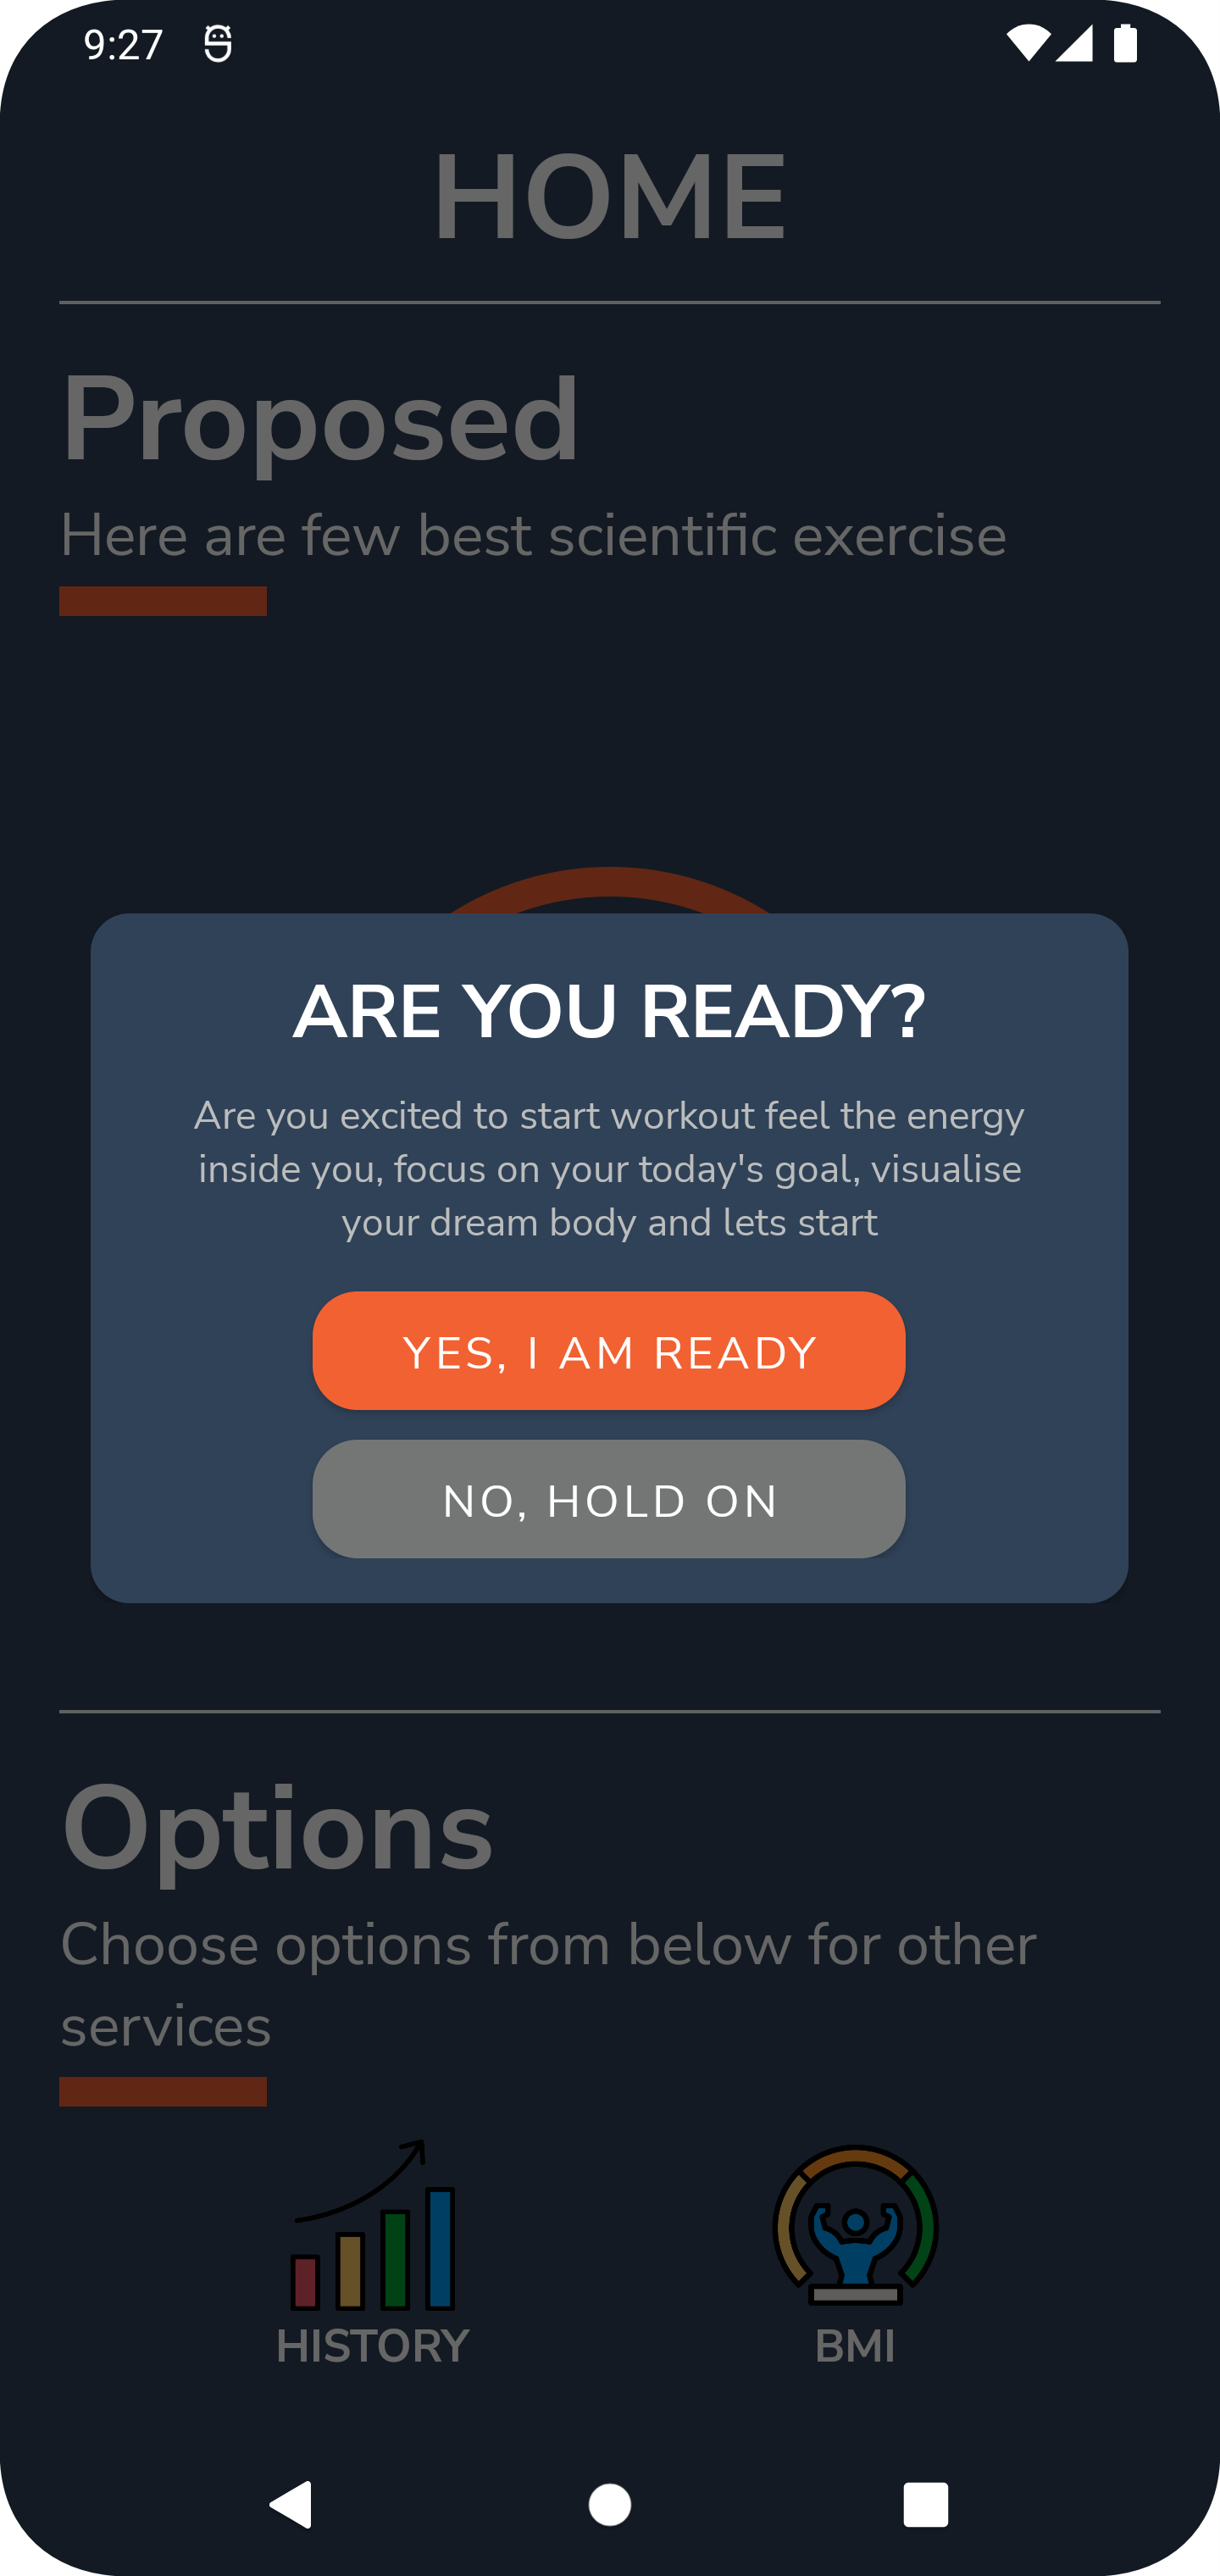 9:27
HOME
Proposed
Here are few best scientific exercise
ARE YOU READY?
Are you excited to start workout feel the energy
inside you, focus on your today's goal, visualise
your dream body and lets start
YES, I AM READY
NO, HOLD ON
Options
Choose options from below for other
services
HISTORY
BMI